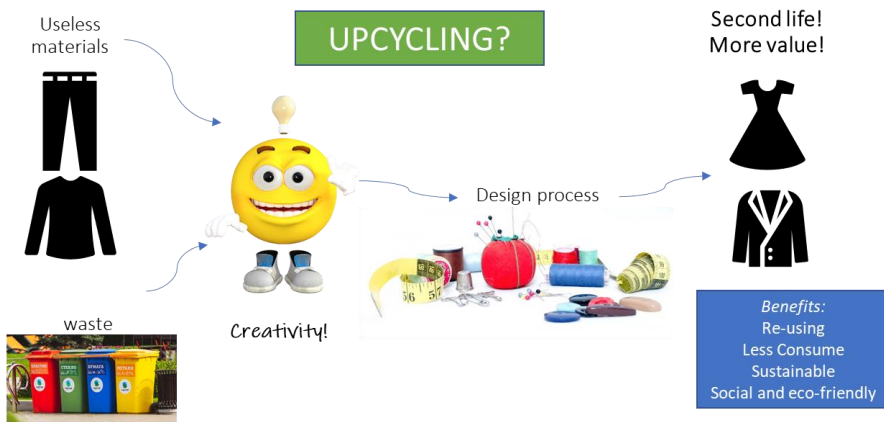 Useless
materials
UPCYCLING?
Second life!
More value!
Design process
waste
Creativity!
Benefits:
Re-using
Less Consume
Sustainable
Social and eco-friendly